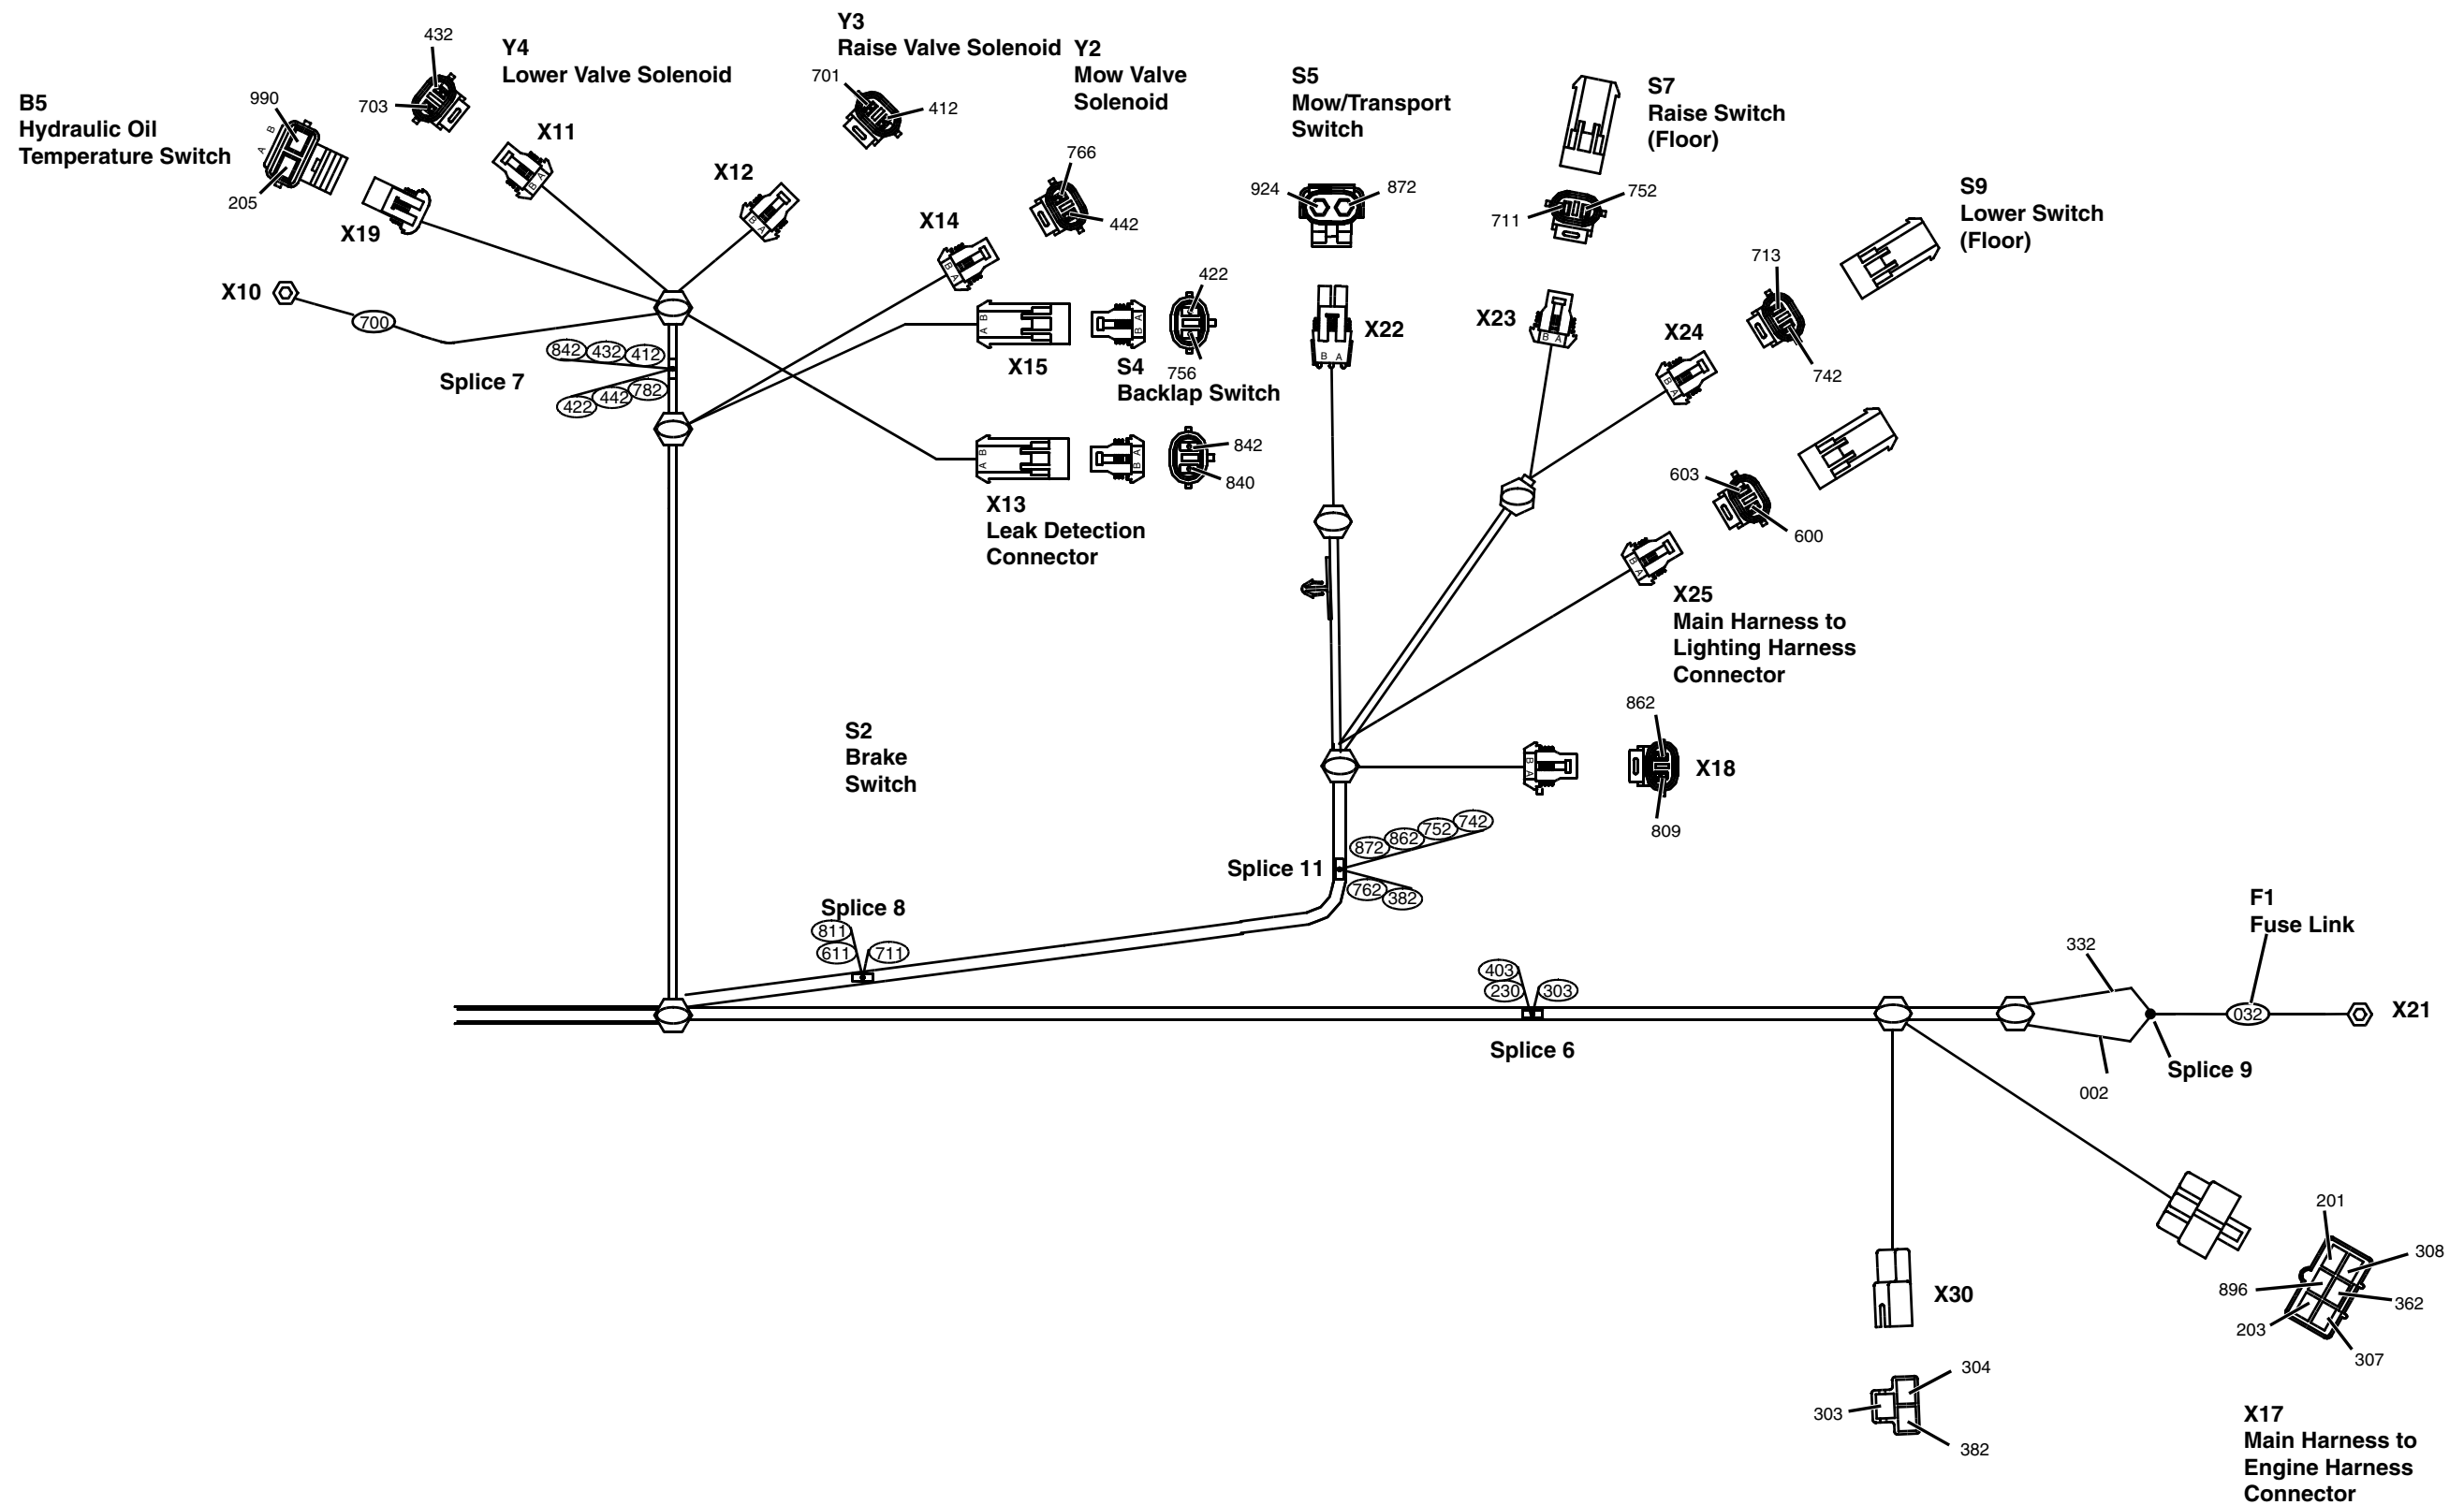 Y3
Raise Valve Solenoid
Y4
Lower Valve Solenoid
Y2
Mow Valve
Solenoid
S5
Mow/Transport
Switch
S7
Raise Switch
(Floor)
B5
Hydraulic Oil
Temperature Switch
S9
Lower Switch
(Floor)
432
703
990
205
B
A
X19
X11
B A
X12
B
A
701
412
X14
B
A
766
442
924
872
711
752
713
742
X10
700
842 432 412
Splice 7
422 442 782
B
A
X15
A
B
422
756
S4
Backlap Switch
B
A
A
B
842
840
X13
Leak Detection
Connector
X22
B A
X23
B A
X24
B
A
603
600
B
A
X25
Main Harness to
Lighting Harness
Connector
S2
Brake
Switch
B
A
862
809
X18
Splice 11
872 862 752 742
762 382
Splice 8
811
611 711
403
230 303
Splice 6
F1
Fuse Link
332
002
032
X21
Splice 9
X30
304
303
382
201
308
896
362
203
307
X17
Main Harness to
Engine Harness
Connector